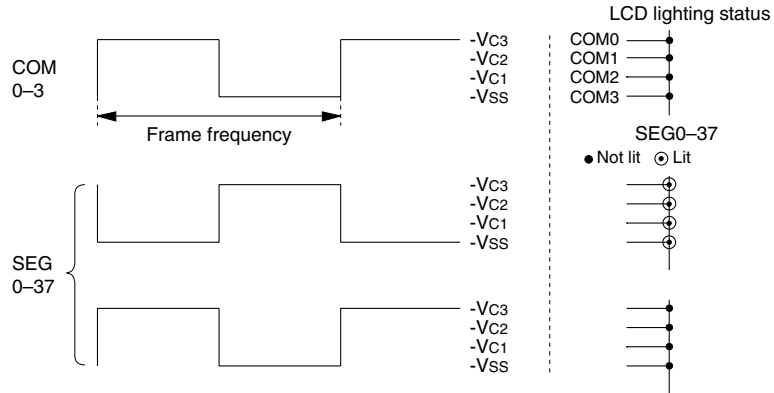 LCD lighting status
COM
0–3
-VC3
-VC2
-VC1
-VSS
Frame frequency
COM0
COM1
COM2
COM3
SEG0–37
Not lit Lit
SEG
0–37
-VC3
-VC2
-VC1
-VSS
-VC3
-VC2
-VC1
-VSS